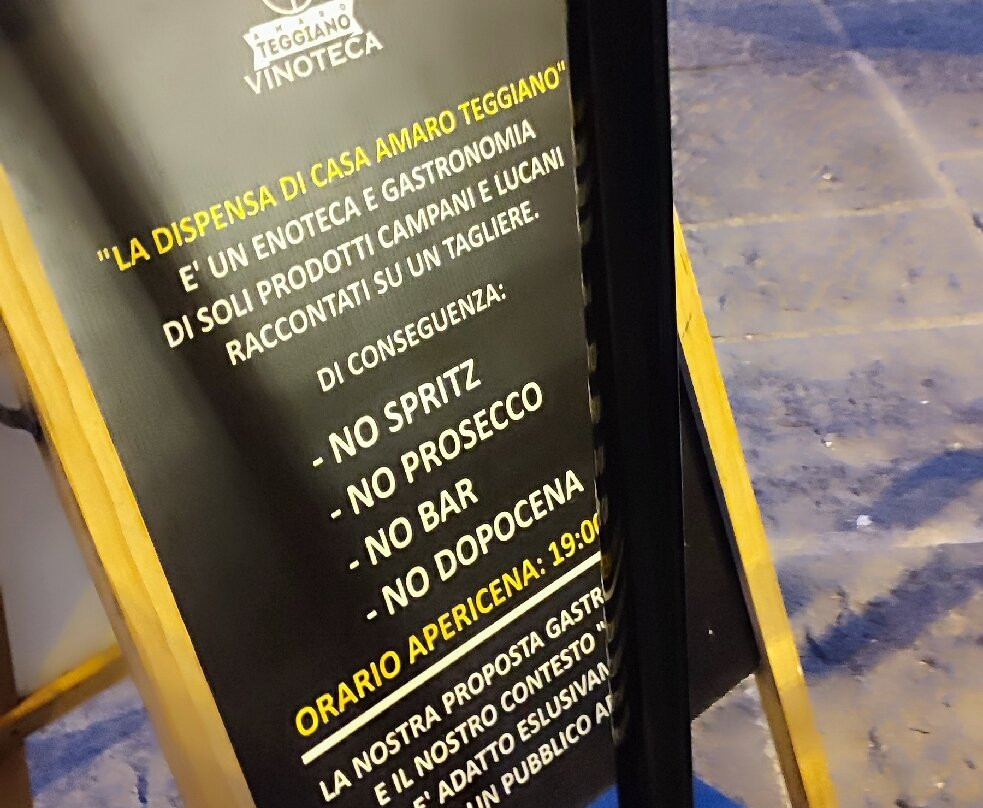 AMARO
TEGGIANO
VINOTECA
"LA DISPENSA DI CASA AMARO TEGGIANO"
E' UN ENOTECA E GASTRONOMIA
DI SOLI PRODOTTI CAMPANI E LUCANI
RACCONTATI SU UN TAGLIERE.
DI CONSEGUENZA:
- NO SPRITZ
- NO PROSECCO
- NO BAR
- NO DOPOCENA
ORARIO APERICENA: 19:00
LA NOSTRA PROPOSTA GASTR
E IL NOSTRO CONTESTO "
E' ADATTO ESLUSIVAM
UN PUBBLICO A